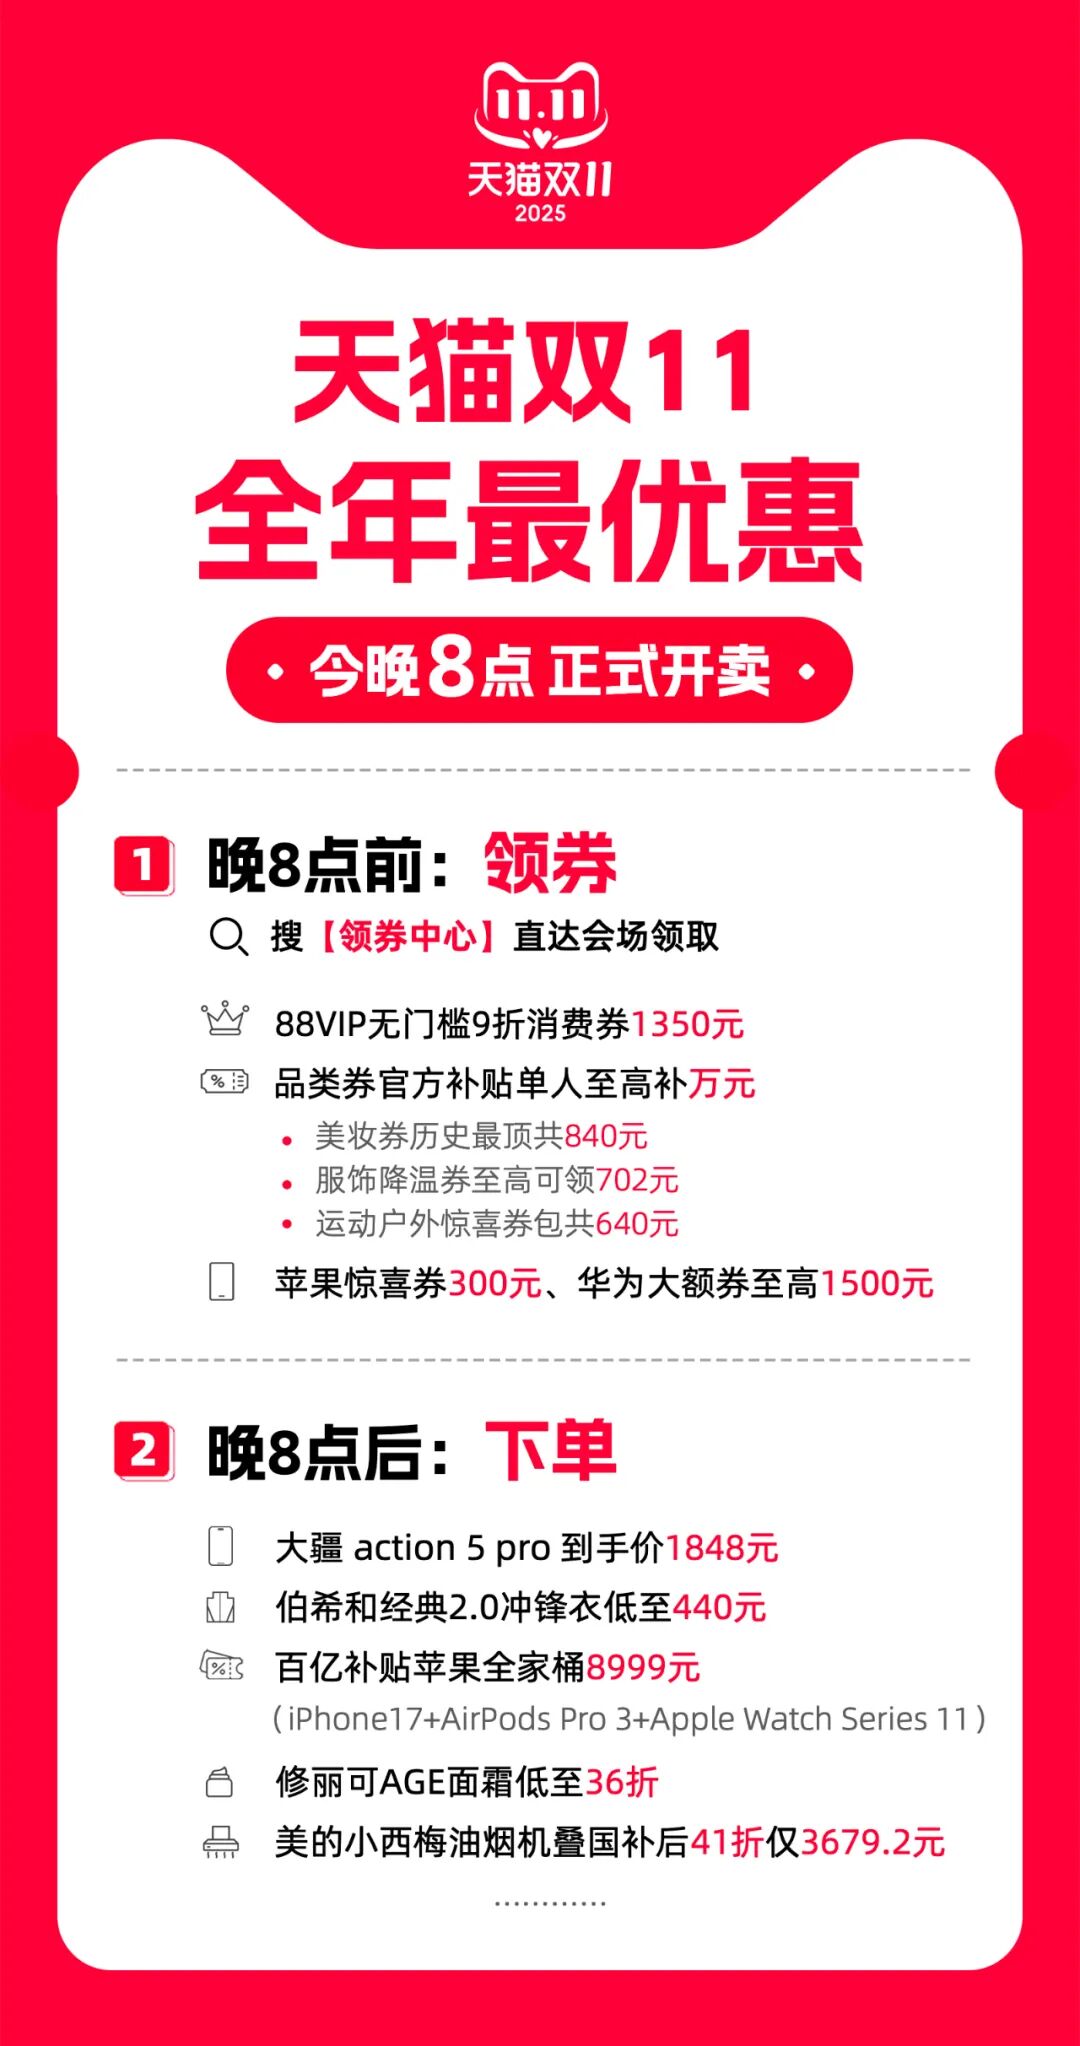 11.11
天猫双11
2025
天猫双11
全年最优惠
· 今晚8点 正式开卖 ·
1 晚8点前：领券
搜【领券中心】直达会场领取
88VIP无门槛9折消费券1350元
% 品类券官方补贴单人至高补万元
• 美妆券历史最顶共840元
• 服饰降温券至高可领702元
• 运动户外惊喜券包共640元
苹果惊喜券300元、华为大额券至高1500元
2 晚8点后：下单
大疆 action 5 pro 到手价1848元
伯希和经典2.0冲锋衣低至440元
% 百亿补贴苹果全家桶8999元
（iPhone17+AirPods Pro 3+Apple Watch Series 11）
修丽可AGE面霜低至36折
美的小西梅油烟机叠国补后41折仅3679.2元
............